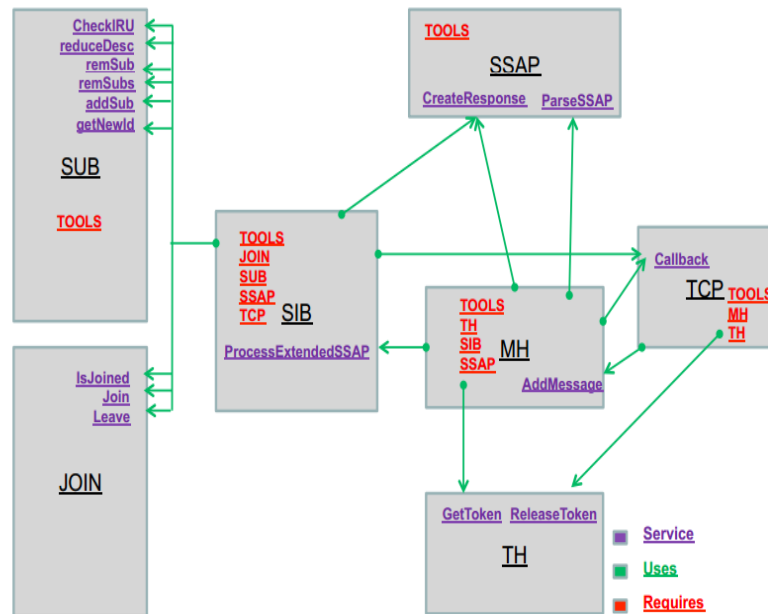 CheckIRU
reduceDesc
remSub
remSubs
addSub
getNewId
SUB
TOOLS
TOOLS
SSAP
CreateResponse ParseSSAP
TOOLS
JOIN
SUB
SSAP
TCP SIB
ProcessExtendedSSAP
TOOLS
TH
SIB MH
SSAP
AddMessage
Callback
TCP TOOLS
MH
TH
IsJoined
Join
Leave
JOIN
GetToken ReleaseToken
TH
Service
Uses
Requires